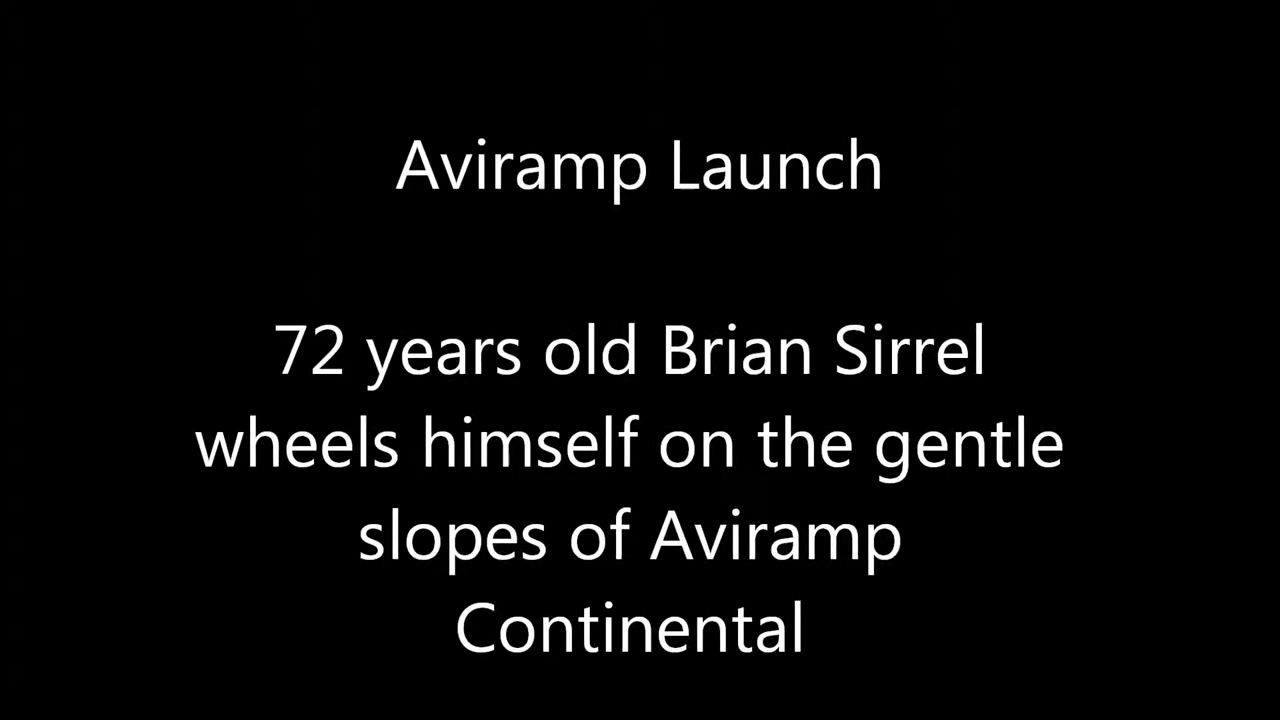 Aviramp Launch
72 years old Brian Sirrel
wheels himself on the gentle
slopes of Aviramp
Continental